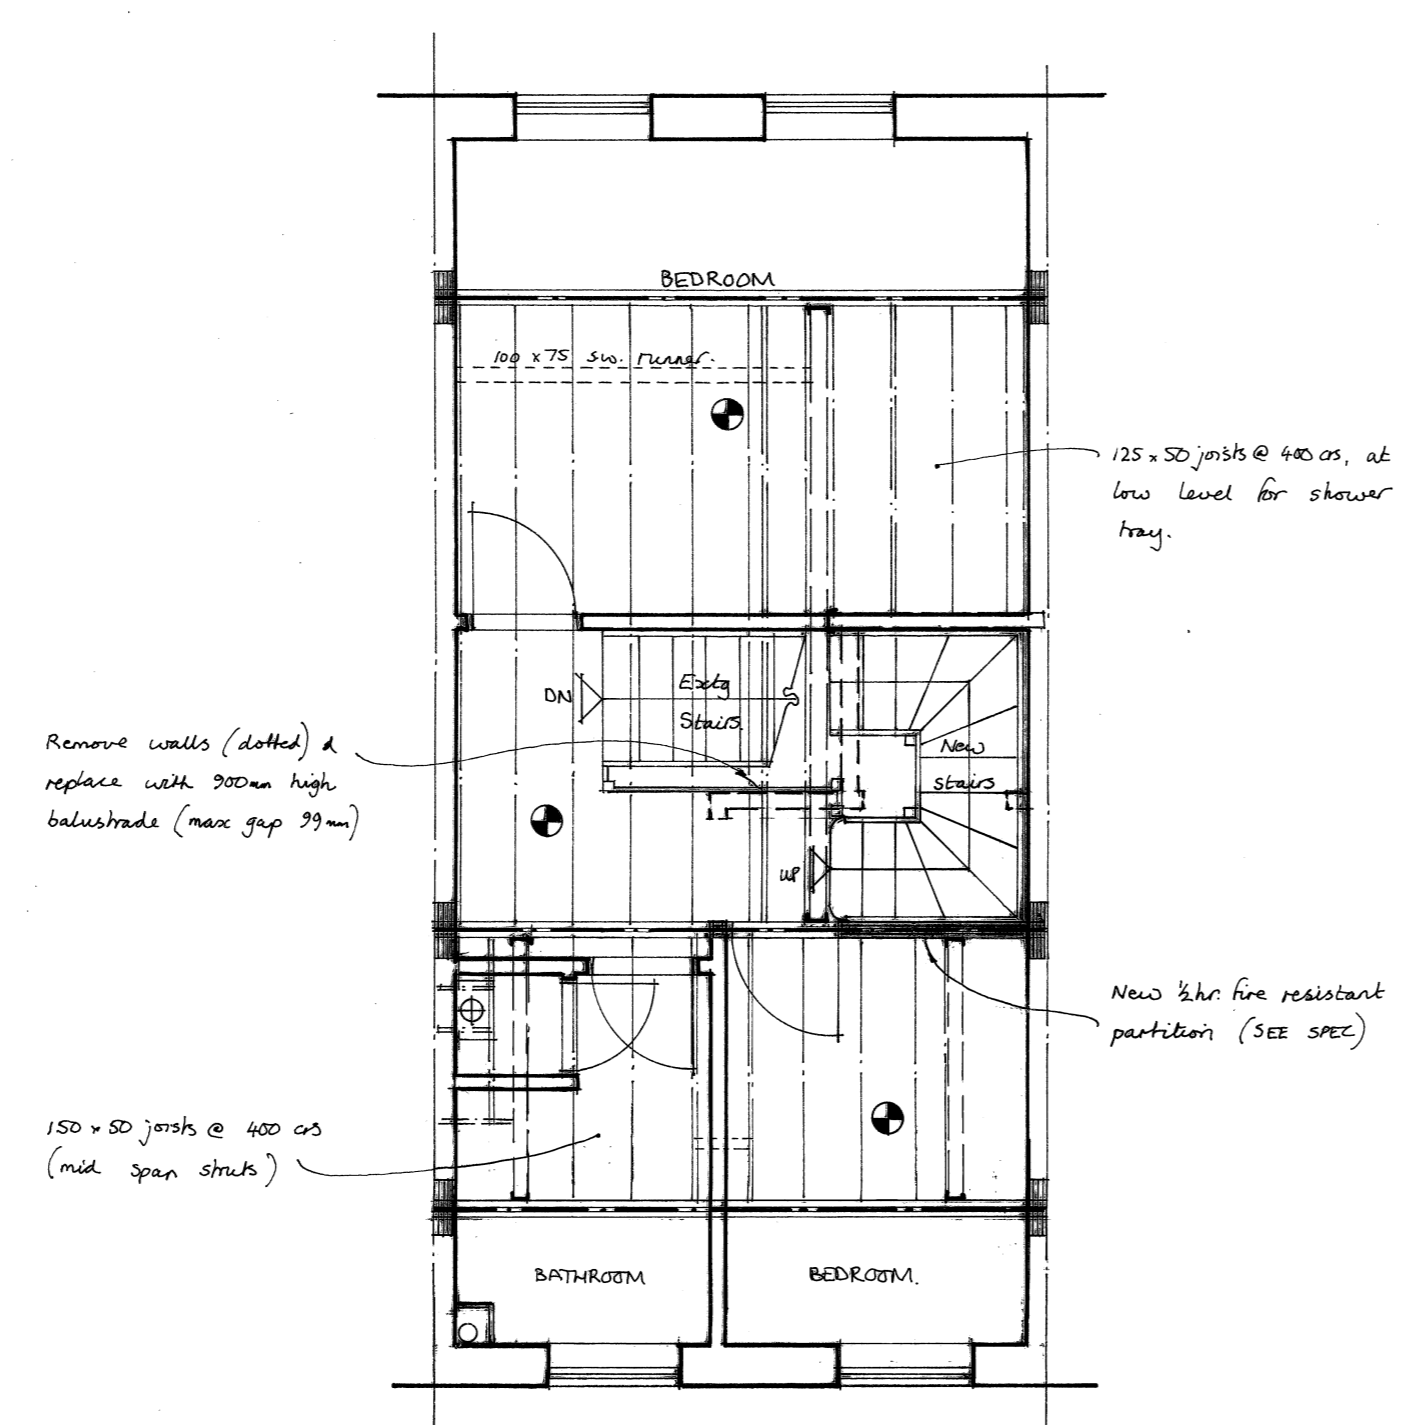 BEDROOM
100 x 75 sw. runner.
125 x 50 joists @ 400 crs, at
low level for shower
tray.
DN
Extg
Stairs.
Remove walls (dotted) &
replace with 900mm high
balustrade (max gap 99mm)
New
stairs
UP
New ½hr. fire resistant
partition (SEE SPEC)
150 x 50 joists @ 400 crs
(mid span struts)
BATHROOM
BEDROOM.